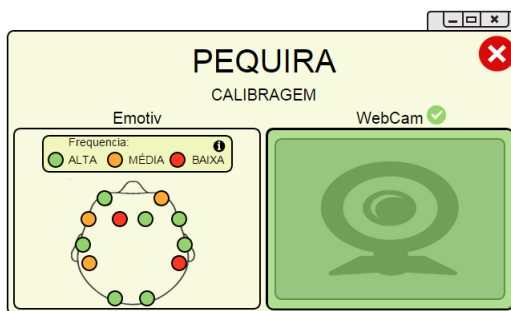 PEQUIRA
CALIBRAGEM
Emotiv
WebCam
Frequencia:
ALTA MÉDIA BAIXA